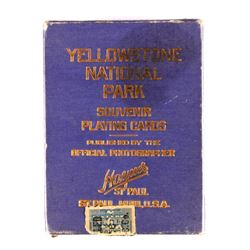 YELLOWSTONE
NATIONAL
PARK
SOUVENIR
PLAYING CARDS
PUBLISHED BY THE
OFFICIAL PHOTOGRAPHER
Haynes
ST PAUL
ST. PAUL, MINN., U.S.A.